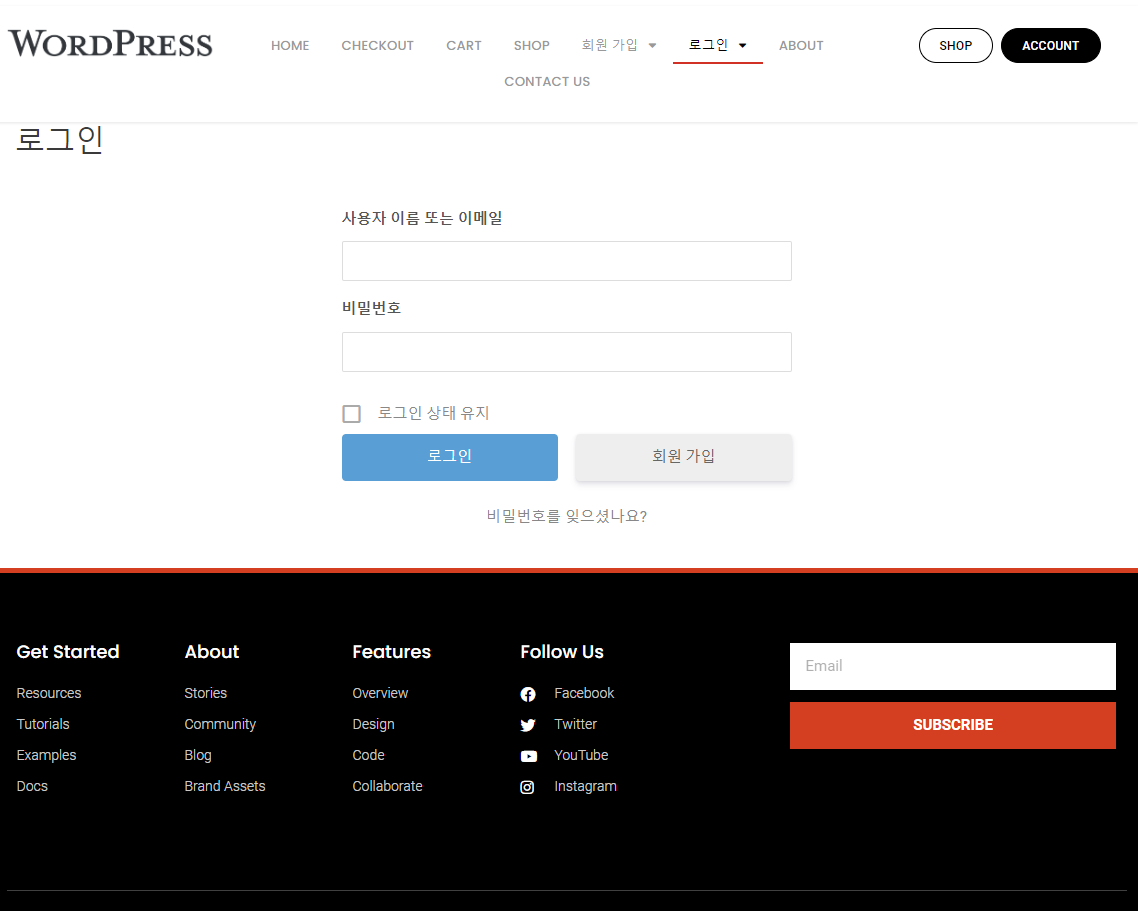 WORDPRESS
HOME CHECKOUT CART SHOP 회원 가입 로그인 ABOUT
CONTACT US
SHOP ACCOUNT
로그인
사용자 이름 또는 이메일
비밀번호
로그인 상태 유지
로그인 회원 가입
비밀번호를 잊으셨나요?
Get Started
Resources
Tutorials
Examples
Docs
About
Stories
Community
Blog
Brand Assets
Features
Overview
Design
Code
Collaborate
Follow Us
Facebook
Twitter
YouTube
Instagram
Email
SUBSCRIBE